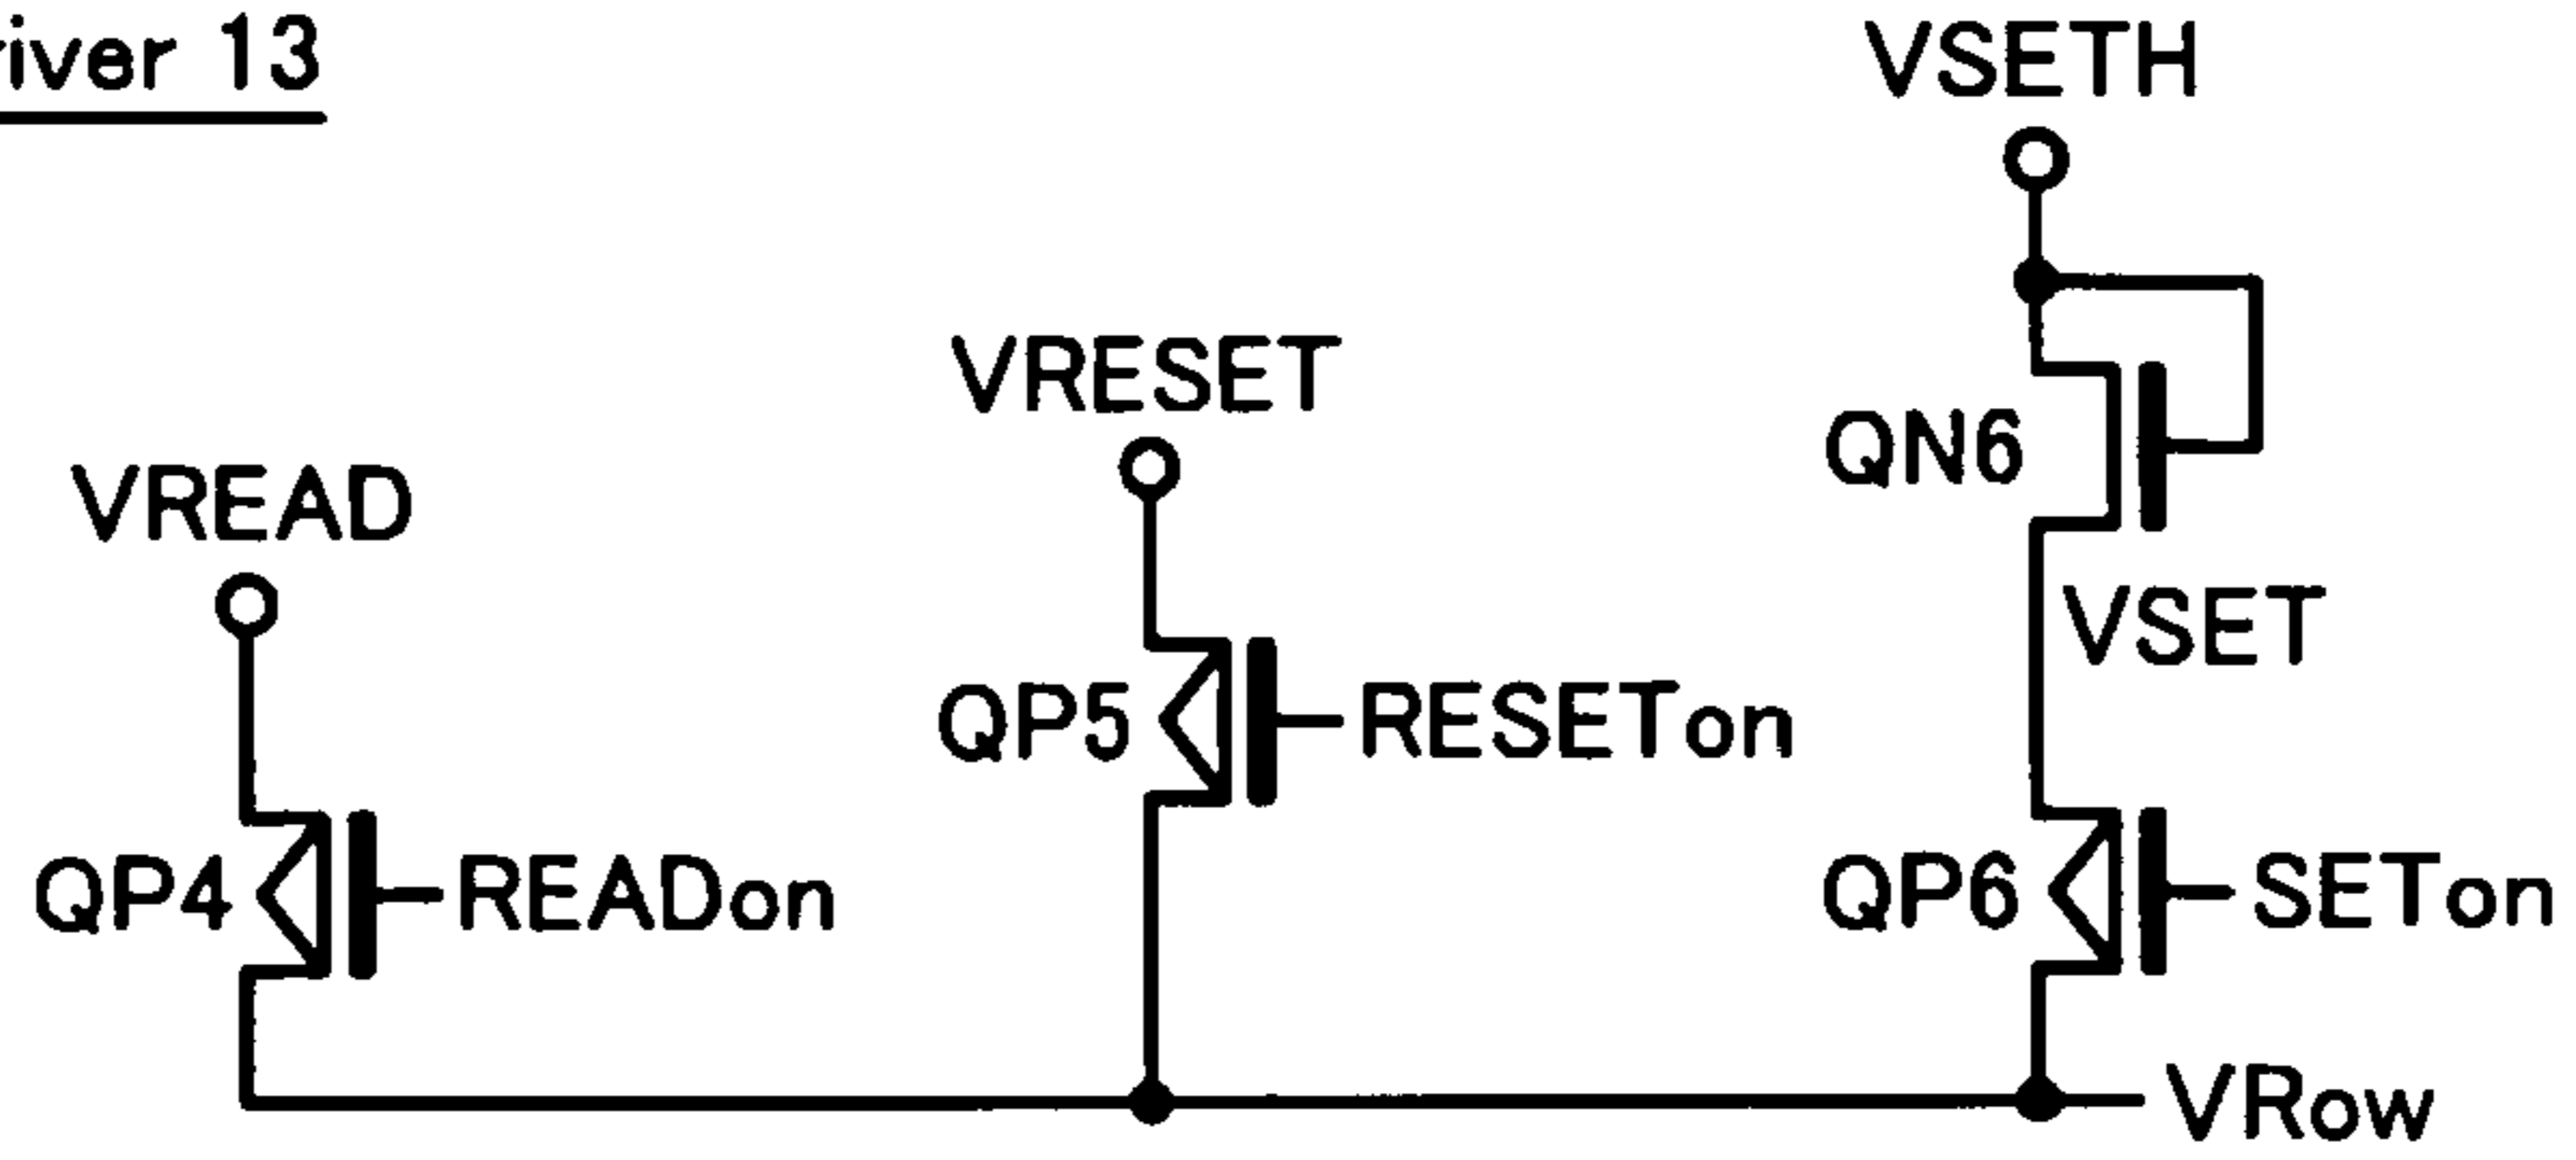 river 13
VSETH
VRESET
VREAD
QN6
VSET
QP5
RESETon
QP4
READon
QP6
SETon
VRow